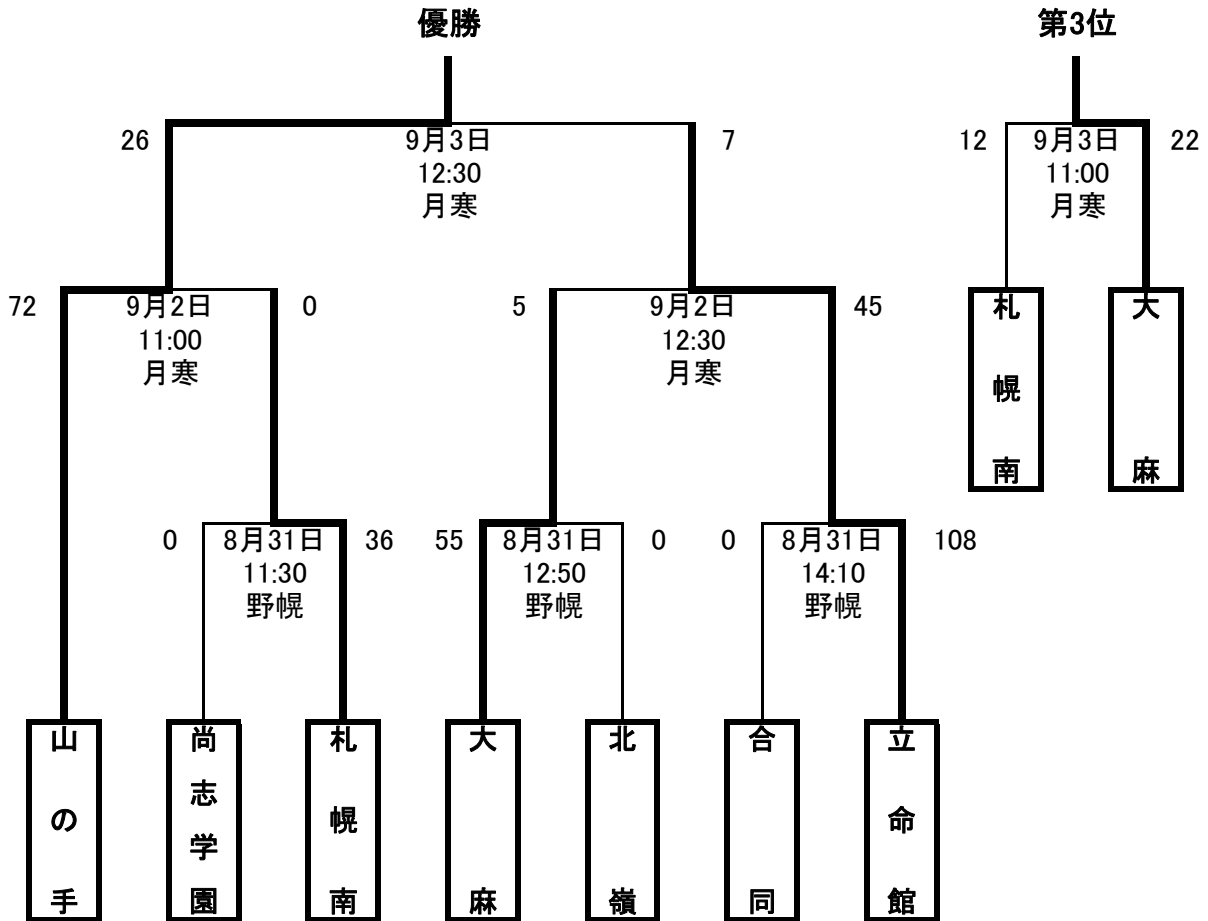 優勝
第3位
26
9月3日
12:30
月寒
7
12
9月3日
11:00
月寒
22
72
9月2日
11:00
月寒
0
5
9月2日
12:30
月寒
45
札幌南
大麻
0
8月31日
11:30
野幌
36
55
8月31日
12:50
野幌
0
0
8月31日
14:10
野幌
108
山の手
尚志学園
札幌南
大麻
北嶺
合同
立命館